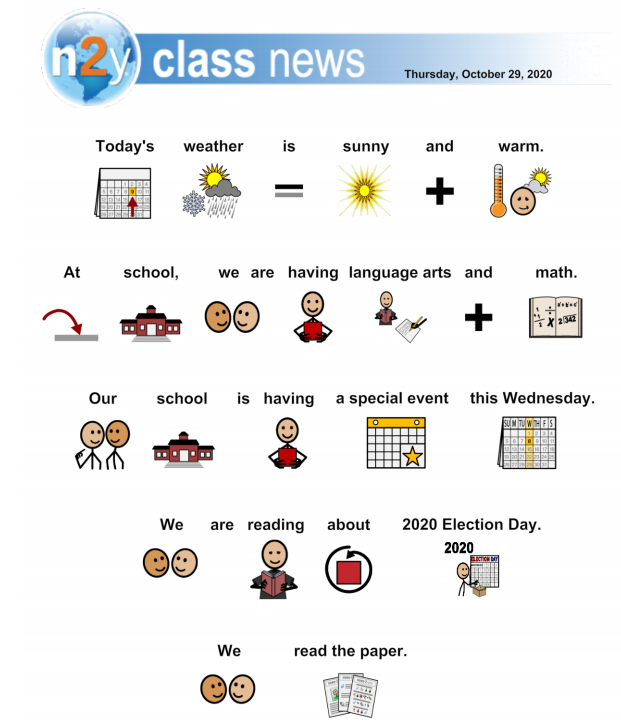 n2y class news
Thursday, October 29, 2020
Today's weather is sunny and warm.
At school, we are having language arts and math.
Our school is having a special event this Wednesday.
We are reading about 2020 Election Day.
2020
ELECTION DAY
We read the paper.